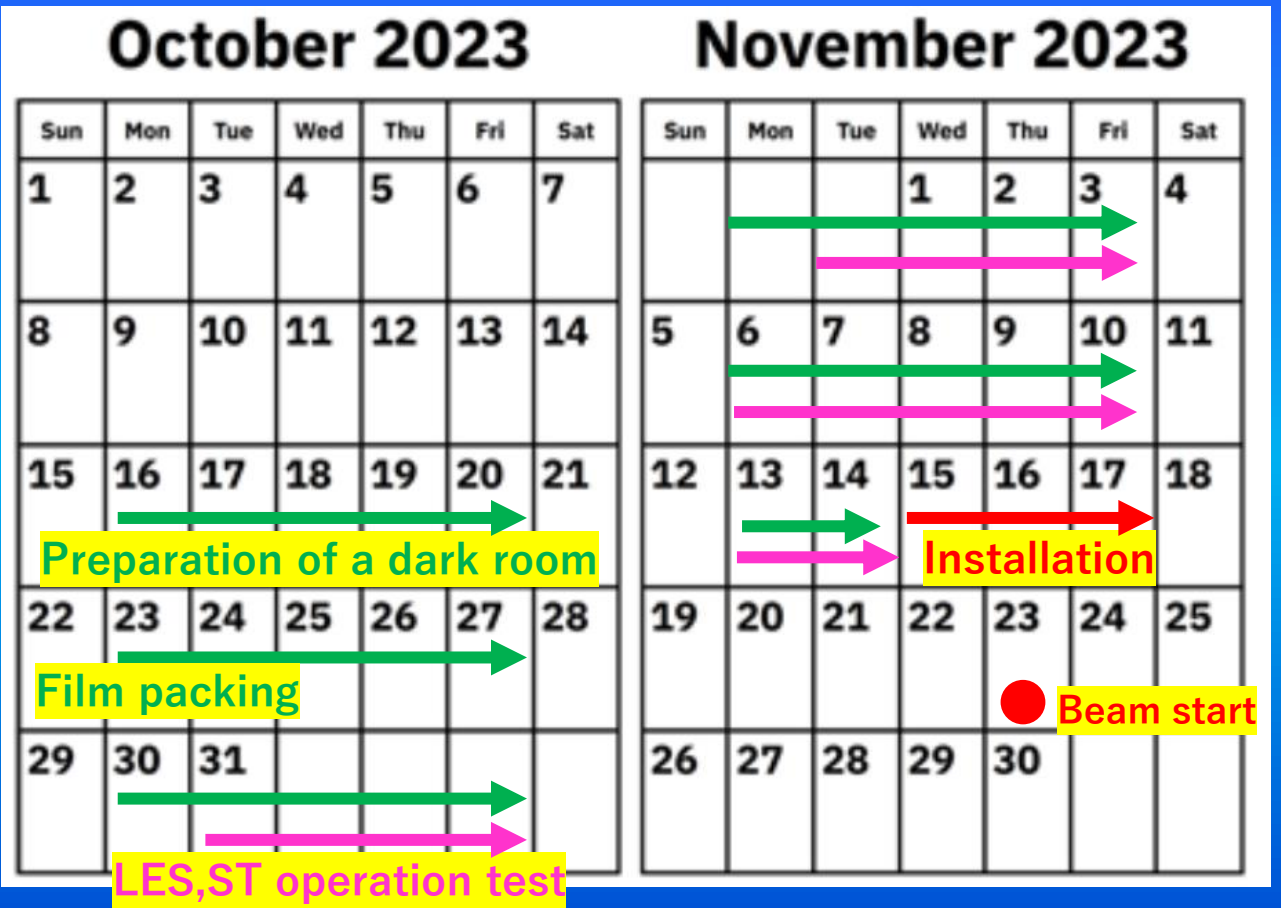 October 2023
Sun Mon Tue Wed Thu Fri Sat
1 2 3 4 5 6 7
8 9 10 11 12 13 14
15 16 17 18 19 20 21
Preparation of a dark room
22 23 24 25 26 27 28
Film packing
29 30 31
LES,ST operation test
November 2023
Sun Mon Tue Wed Thu Fri Sat
1 2 3 4
5 6 7 8 9 10 11
12 13 14 15 16 17 18
Installation
19 20 21 22 23 24 25
Beam start
26 27 28 29 30